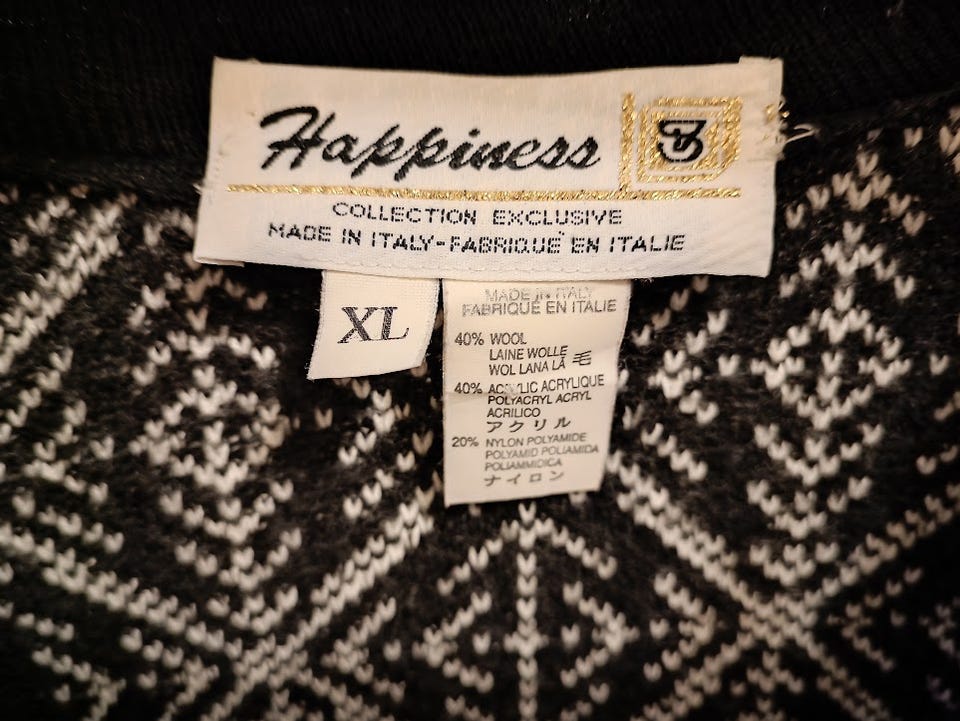 Happiness
COLLECTION EXCLUSIVE
MADE IN ITALY-FABRIQUÉ EN ITALIE
XL
MADE IN ITALY
FABRIQUÉ EN ITALIE
40% WOOL
LAINE WOLLE
WOL LANA LÀ 毛
40% ACRYLIC ACRYLIQUE
POLYACRYL ACRYL
ACRILICO
アクリル
20% NYLON POLYAMIDE
POLYAMID POLIAMIDA
POLIAMMIDICA
ナイロン